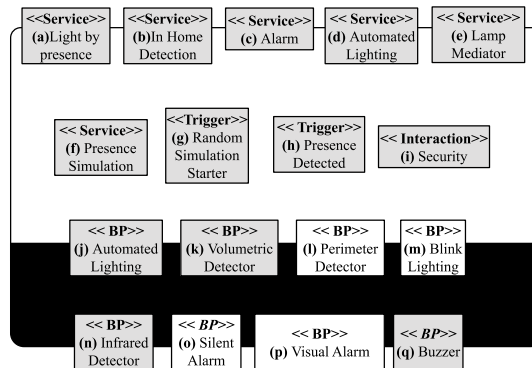 <<Service>>
(a)Light by
presence
<<Service>>
(b)In Home
Detection
<< Service>>
(c) Alarm
<< Service>>
(d) Automated
Lighting
<< Service>>
(e) Lamp
Mediator
<< Service>>
(f) Presence
Simulation
<<Trigger>>
(g) Random
Simulation
Starter
<< Trigger>>
(h) Presence
Detected
<< Interaction>>
(i) Security
<< BP>>
(j) Automated
Lighting
<< BP>>
(k) Volumetric
Detector
<< BP>>
(l) Perimeter
Detector
<< BP>>
(m) Blink
Lighting
<< BP>>
(n) Infrared
Detector
<< BP>>
(o) Silent
Alarm
<< BP>>
(p) Visual Alarm
<< BP>>
(q) Buzzer